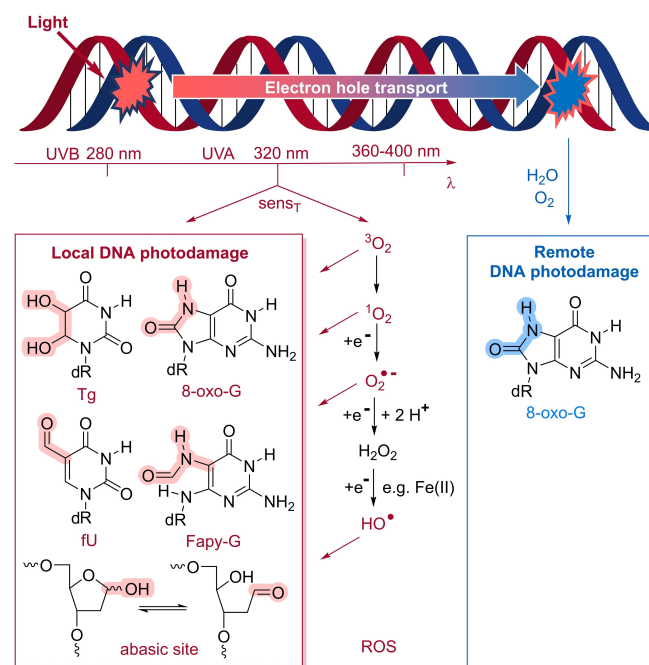 Light
Electron hole transport
UVB 280 nm UVA 320 nm 360-400 nm
λ
sens_T
H₂O
O₂
Local DNA photodamage
HO
HO
O
N
H
N
O
dR
Tg
H
N
O
N
dR
O
N
H
N
NH₂
8-oxo-G
O
O
N
H
N
O
dR
fU
H
N
O
H
N
dR
O
N
H
N
NH₂
Fapy-G
O
O
OH
O
abasic site
O
OH
O
O
³O₂
¹O₂
+e⁻
O₂•⁻
+e⁻ + 2 H⁺
H₂O₂
+e⁻ e.g. Fe(II)
HO•
ROS
Remote
DNA photodamage
H
N
O
N
dR
O
N
H
N
NH₂
8-oxo-G